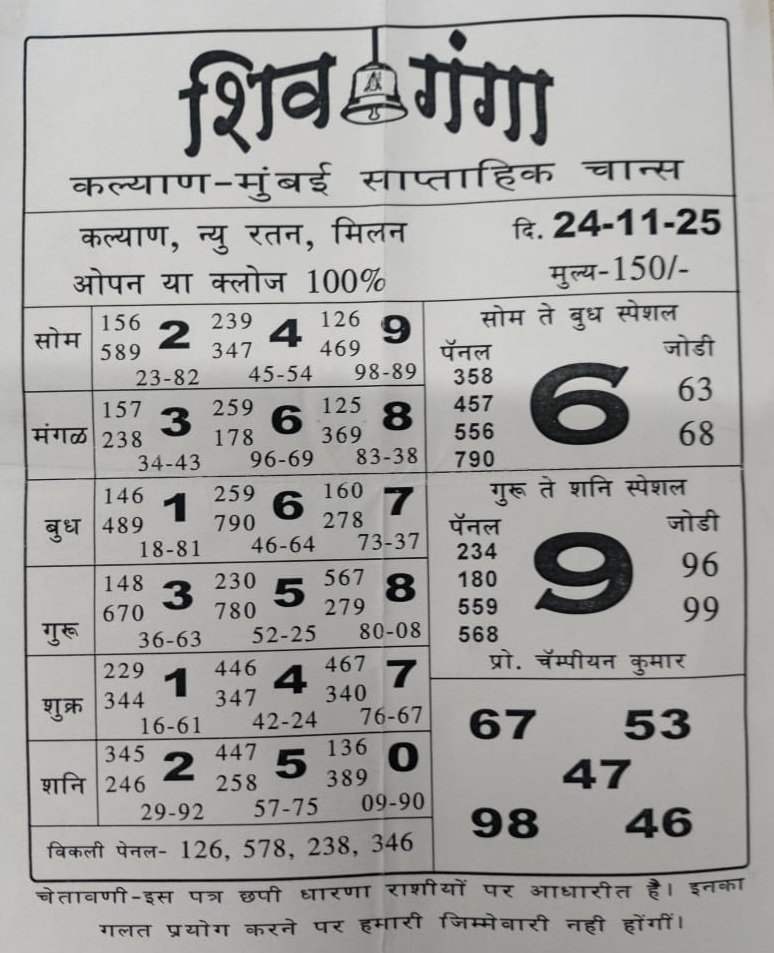 शिव गंगा
कल्याण-मुंबई साप्ताहिक चान्स
कल्याण, न्यु रतन, मिलन
ओपन या क्लोज 100%
दि. 24-11-25
मुल्य-150/-
सोम
156 2 239 4 126 9
589 347 469
23-82 45-54 98-89
मंगळ
157 3 259 6 125 8
238 178 369
34-43 96-69 83-38
बुध
146 1 259 6 160 7
489 790 278
18-81 46-64 73-37
गुरू
148 3 230 5 567 8
670 780 279
36-63 52-25 80-08
शुक्र
229 1 446 4 467 7
344 347 340
16-61 42-24 76-67
शनि
345 2 447 5 136 0
246 258 389
29-92 57-75 09-90
विकली पेनल- 126, 578, 238, 346
सोम ते बुध स्पेशल
पॅनल जोडी
358
457
556
790
6
63
68
गुरू ते शनि स्पेशल
पॅनल जोडी
234
180
559
568
9
96
99
प्रो. चॅम्पीयन कुमार
67 53
47
98 46
चेतावणी-इस पत्र छपी धारणा राशीयों पर आधारीत है। इनका
गलत प्रयोग करने पर हमारी जिम्मेवारी नही होंगीं।